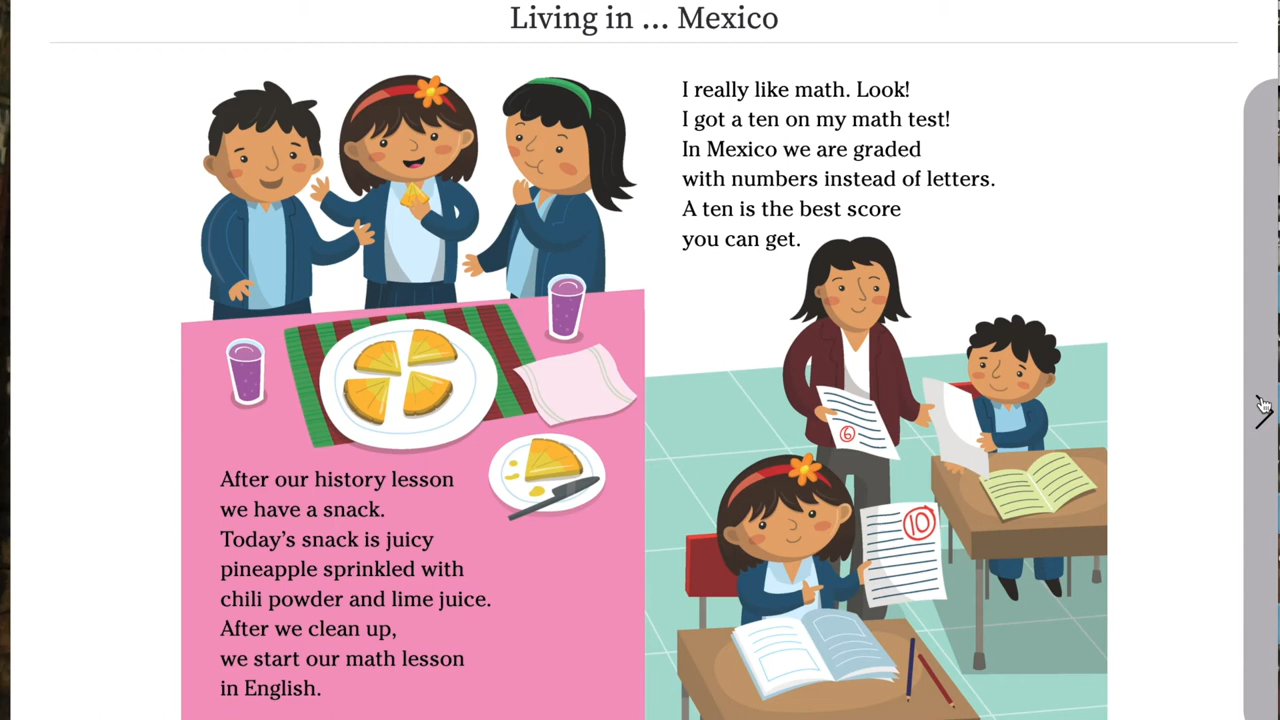 Living in ... Mexico
After our history lesson
we have a snack.
Today's snack is juicy
pineapple sprinkled with
chili powder and lime juice.
After we clean up,
we start our math lesson
in English.
I really like math. Look!
I got a ten on my math test!
In Mexico we are graded
with numbers instead of letters.
A ten is the best score
you can get.
6
10